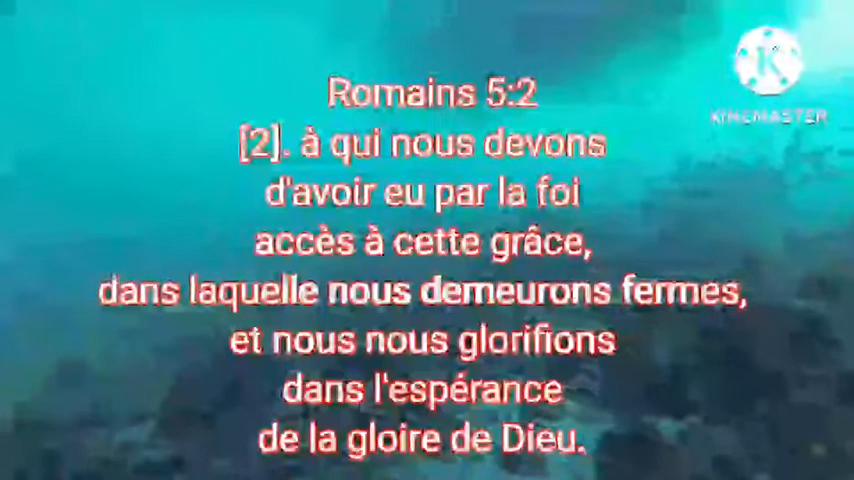 Romains 5:2
KINEMASTER
[2]. à qui nous devons
d'avoir eu par la foi
accès à cette grâce,
dans laquelle nous demeurons fermes,
et nous nous glorifions
dans l'espérance
de la gloire de Dieu.